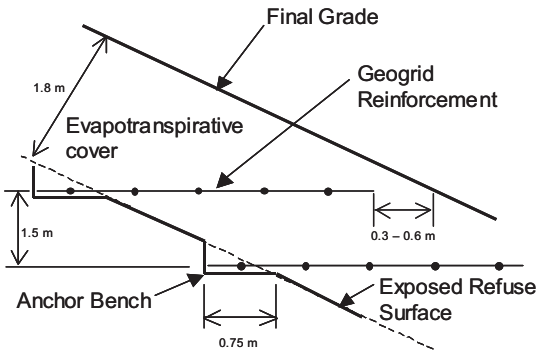 Final Grade
1.8 m
Geogrid
Reinforcement
Evapotranspirative
cover
0.3 – 0.6 m
1.5 m
Anchor Bench
Exposed Refuse
Surface
0.75 m